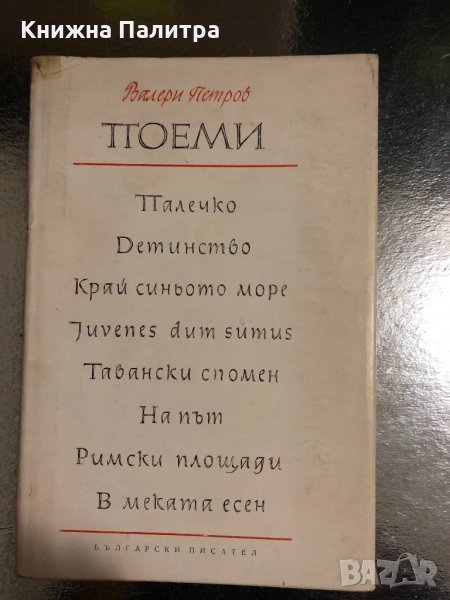 Книжна Палитра
Валери Петров
ПОЕМИ
Палечко
Детинство
Край синьото море
Juvenes dum sumus
Тавански спомен
На път
Римски площади
В меката есен
БЪЛГАРСКИ ПИСАТЕЛ
BAZAR